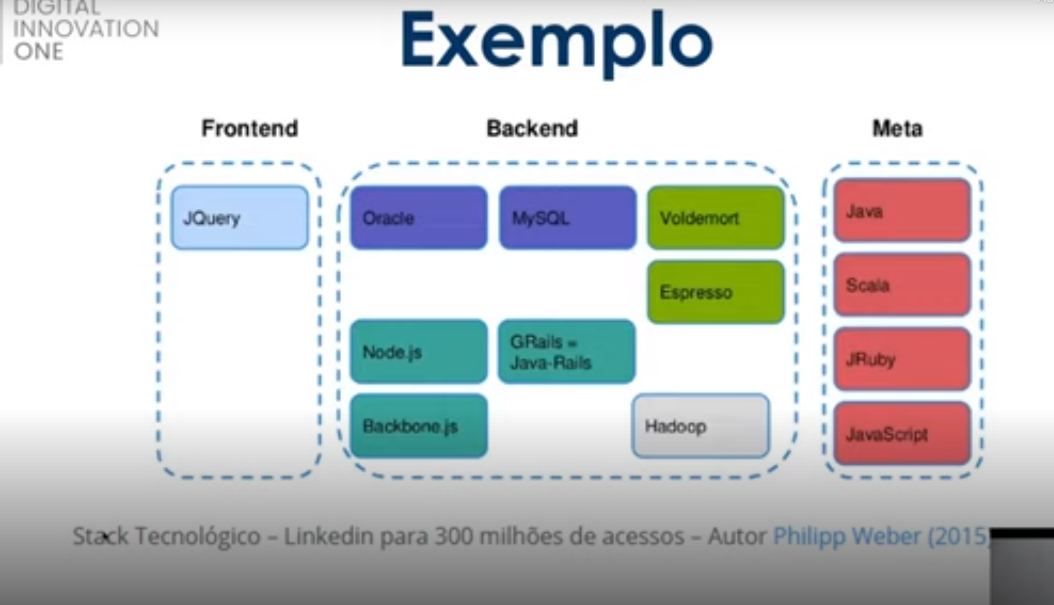 DIGITAL
INNOVATION
ONE
Exemplo
Frontend
Backend
Meta
JQuery
Oracle
MySQL
Voldemort
Espresso
Node.js
GRails =
Java-Rails
Backbone.js
Hadoop
Java
Scala
JRuby
JavaScript
Stack Tecnológico – Linkedin para 300 milhões de acessos – Autor Philipp Weber (2015)